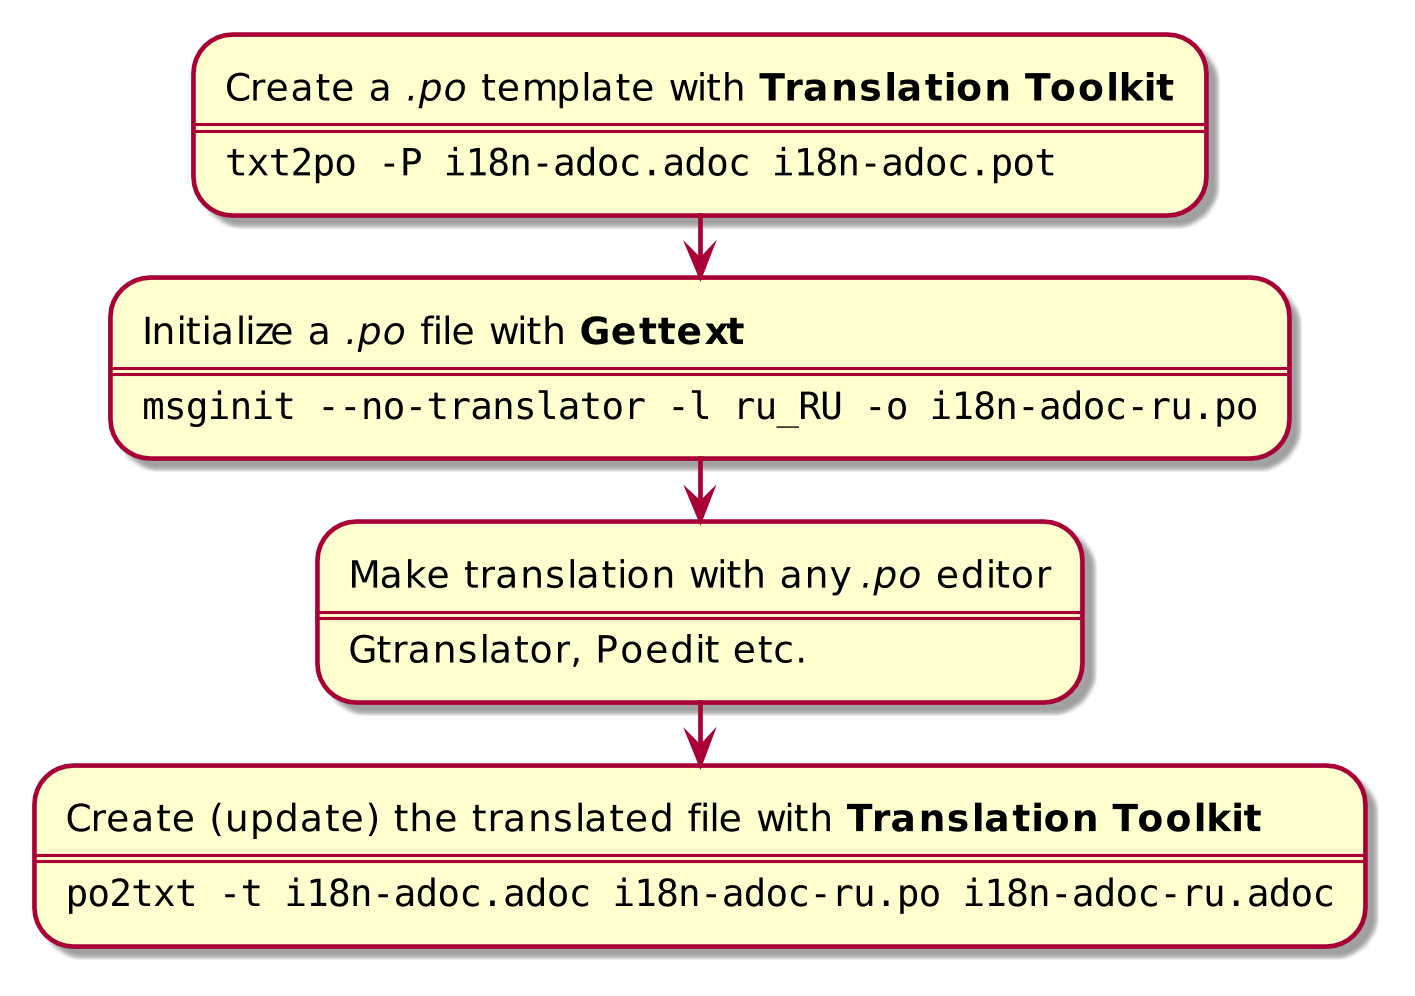 Create a .po template with Translation Toolkit
txt2po -P i18n-adoc.adoc i18n-adoc.pot
Initialize a .po file with Gettext
msginit --no-translator -l ru_RU -o i18n-adoc-ru.po
Make translation with any .po editor
Gtranslator, Poedit etc.
Create (update) the translated file with Translation Toolkit
po2txt -t i18n-adoc.adoc i18n-adoc-ru.po i18n-adoc-ru.adoc